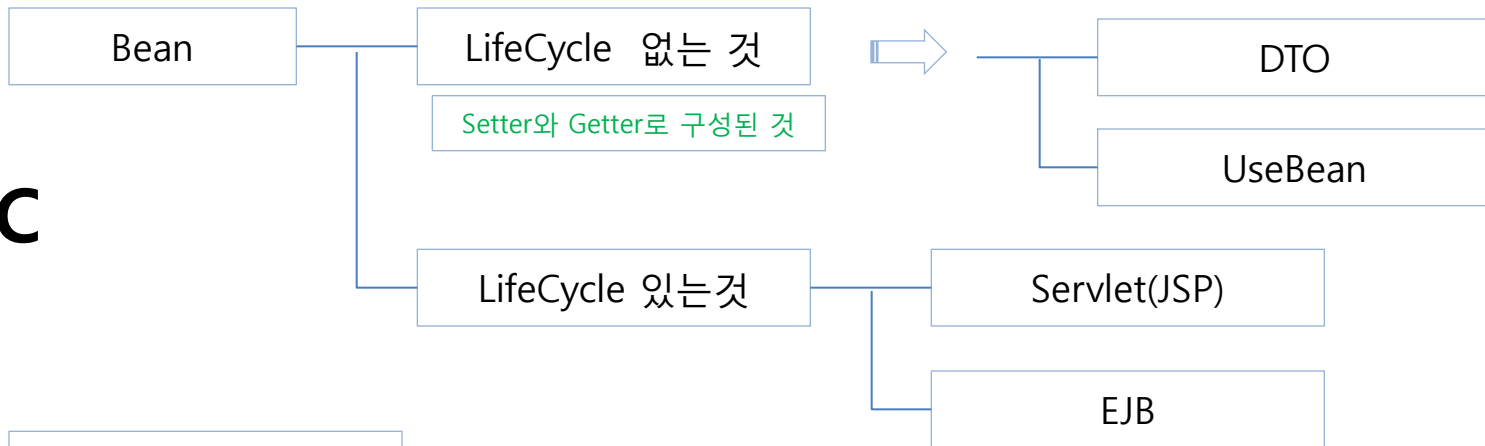 Bean
LifeCycle 없는 것
DTO
Setter와 Getter로 구성된 것
UseBean
C
LifeCycle 있는것
Servlet(JSP)
EJB